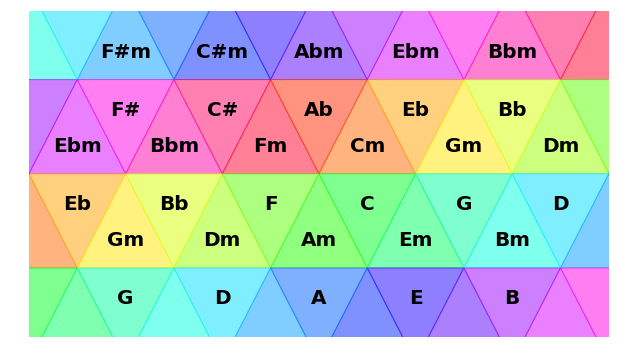 F#m C#m Abm Ebm Bbm
F# C# Ab Eb Bb
Ebm Bbm Fm Cm Gm Dm
Eb Bb F C G D
Gm Dm Am Em Bm
G D A E B